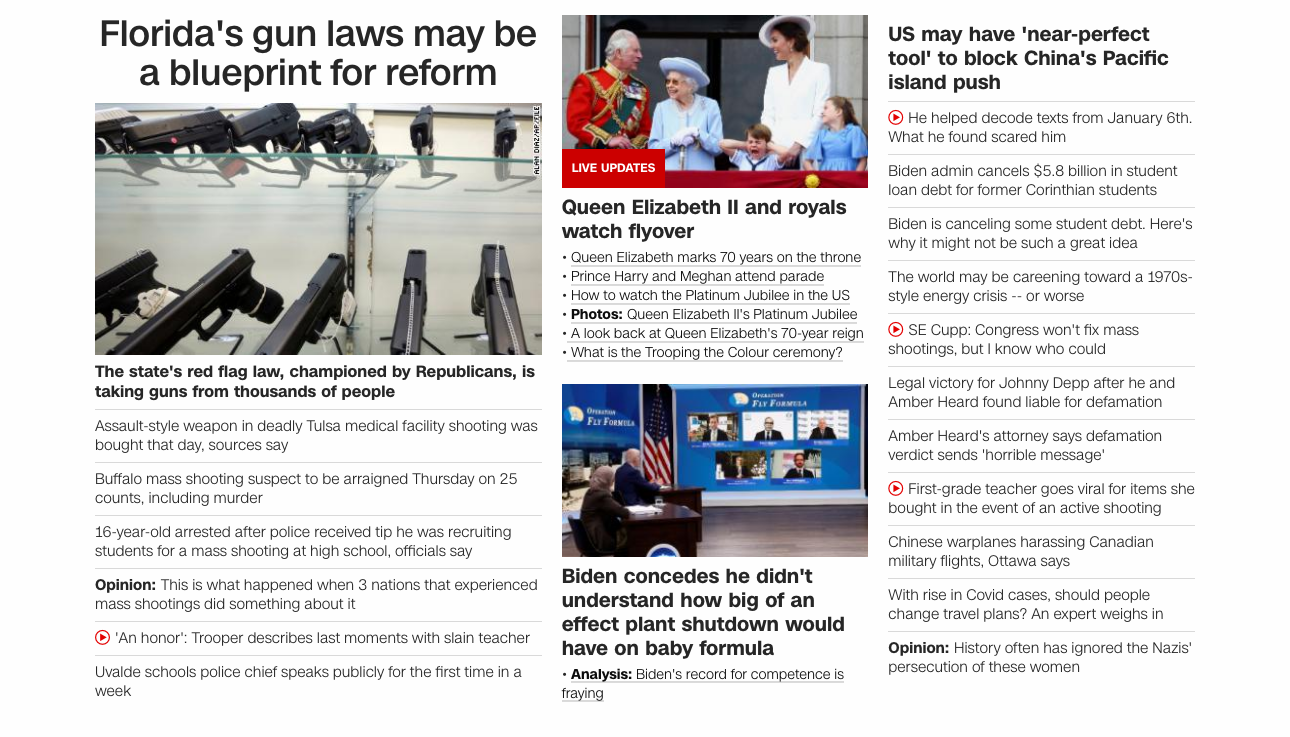 Florida's gun laws may be
a blueprint for reform
ALAN DIAZ/AP/FILE
The state's red flag law, championed by Republicans, is
taking guns from thousands of people
Assault-style weapon in deadly Tulsa medical facility shooting was
bought that day, sources say
Buffalo mass shooting suspect to be arraigned Thursday on 25
counts, including murder
16-year-old arrested after police received tip he was recruiting
students for a mass shooting at high school, officials say
Opinion: This is what happened when 3 nations that experienced
mass shootings did something about it
'An honor': Trooper describes last moments with slain teacher
Uvalde schools police chief speaks publicly for the first time in a
week
LIVE UPDATES
Queen Elizabeth II and royals
watch flyover
• Queen Elizabeth marks 70 years on the throne
• Prince Harry and Meghan attend parade
• How to watch the Platinum Jubilee in the US
• Photos: Queen Elizabeth II's Platinum Jubilee
• A look back at Queen Elizabeth's 70-year reign
• What is the Trooping the Colour ceremony?
OPERATION
FLY FORMULA
OPERATION
FLY FORMULA
Biden concedes he didn't
understand how big of an
effect plant shutdown would
have on baby formula
• Analysis: Biden's record for competence is
fraying
US may have 'near-perfect
tool' to block China's Pacific
island push
He helped decode texts from January 6th.
What he found scared him
Biden admin cancels $5.8 billion in student
loan debt for former Corinthian students
Biden is canceling some student debt. Here's
why it might not be such a great idea
The world may be careening toward a 1970s-
style energy crisis -- or worse
SE Cupp: Congress won't fix mass
shootings, but I know who could
Legal victory for Johnny Depp after he and
Amber Heard found liable for defamation
Amber Heard's attorney says defamation
verdict sends 'horrible message'
First-grade teacher goes viral for items she
bought in the event of an active shooting
Chinese warplanes harassing Canadian
military flights, Ottawa says
With rise in Covid cases, should people
change travel plans? An expert weighs in
Opinion: History often has ignored the Nazis'
persecution of these women